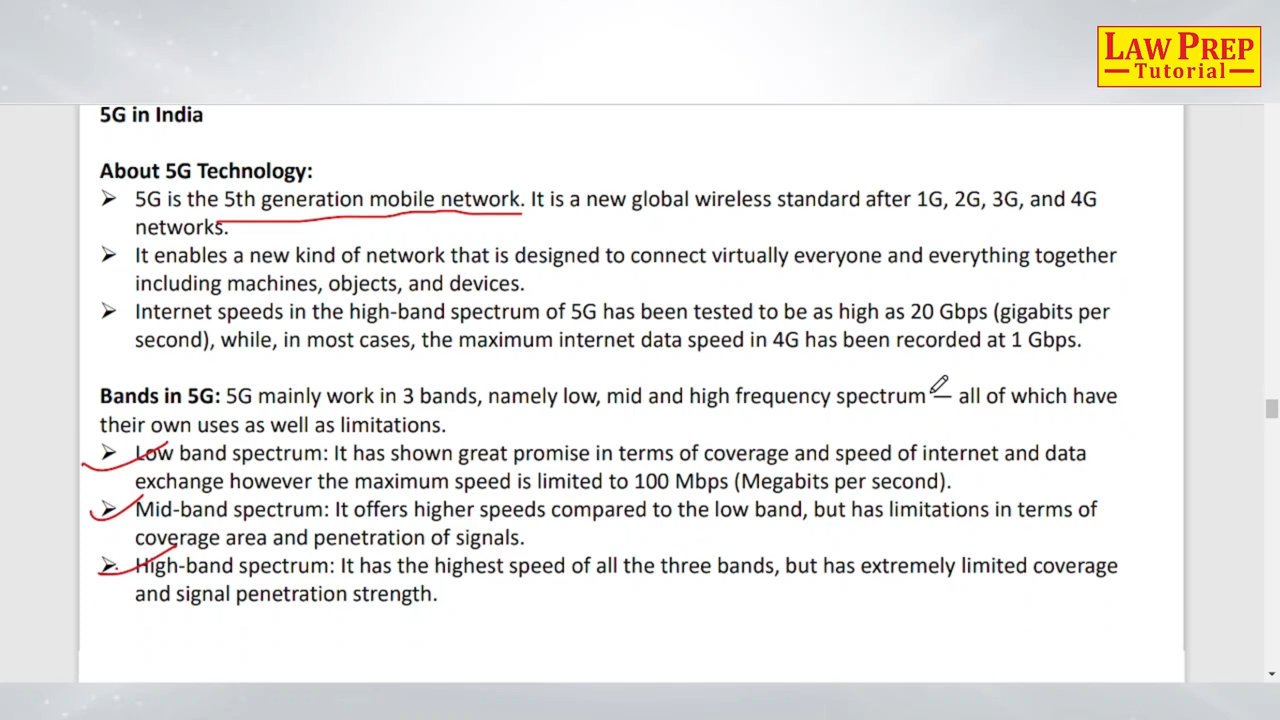 LAW PREP
Tutorial
5G in India
About 5G Technology:
➢ 5G is the 5th generation mobile network. It is a new global wireless standard after 1G, 2G, 3G, and 4G
networks.
➢ It enables a new kind of network that is designed to connect virtually everyone and everything together
including machines, objects, and devices.
➢ Internet speeds in the high-band spectrum of 5G has been tested to be as high as 20 Gbps (gigabits per
second), while, in most cases, the maximum internet data speed in 4G has been recorded at 1 Gbps.
Bands in 5G: 5G mainly work in 3 bands, namely low, mid and high frequency spectrum — all of which have
their own uses as well as limitations.
➢ Low band spectrum: It has shown great promise in terms of coverage and speed of internet and data
exchange however the maximum speed is limited to 100 Mbps (Megabits per second).
➢ Mid-band spectrum: It offers higher speeds compared to the low band, but has limitations in terms of
coverage area and penetration of signals.
➢ High-band spectrum: It has the highest speed of all the three bands, but has extremely limited coverage
and signal penetration strength.